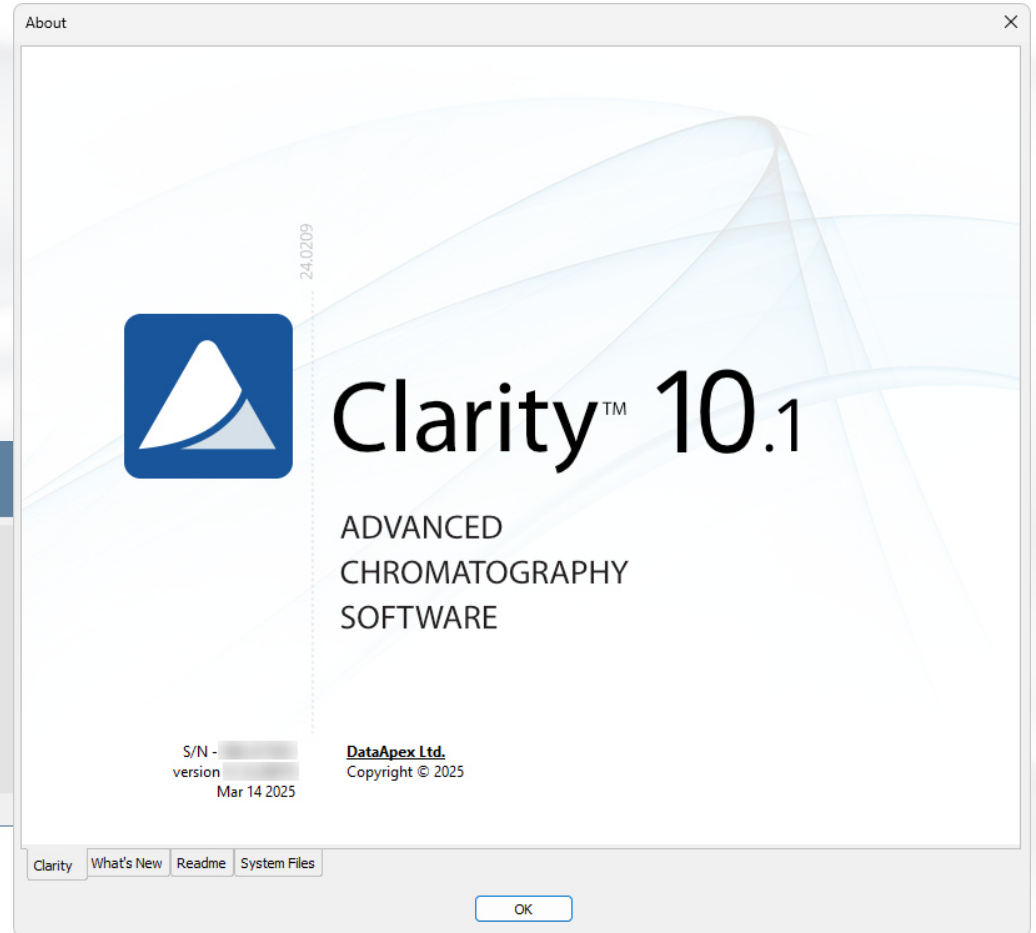 About
24.0209
Clarity™ 10.1
ADVANCED
CHROMATOGRAPHY
SOFTWARE
S/N -
version
Mar 14 2025
DataApex Ltd.
Copyright © 2025
Clarity
What's New
Readme
System Files
OK